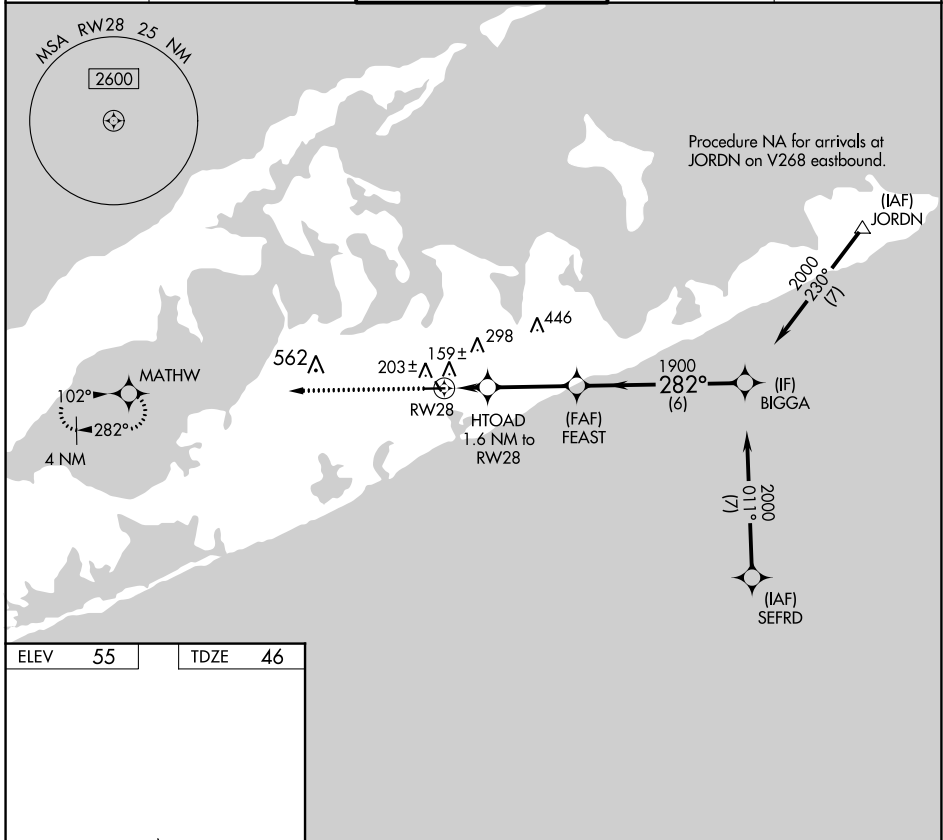 MSA RW28 25 NM
2600
Procedure NA for arrivals at
JORDN on V268 eastbound.
(IAF)
JORDN
2000
230°
(7)
446
298
159±
203±
562
MATHW
102°
282°
4 NM
RW28
HTOAD
1.6 NM to
RW28
(FAF)
FEAST
1900
282°
(6)
(IF)
BIGGA
2000
011°
(7)
(IAF)
SEFRD
ELEV 55
TDZE 46